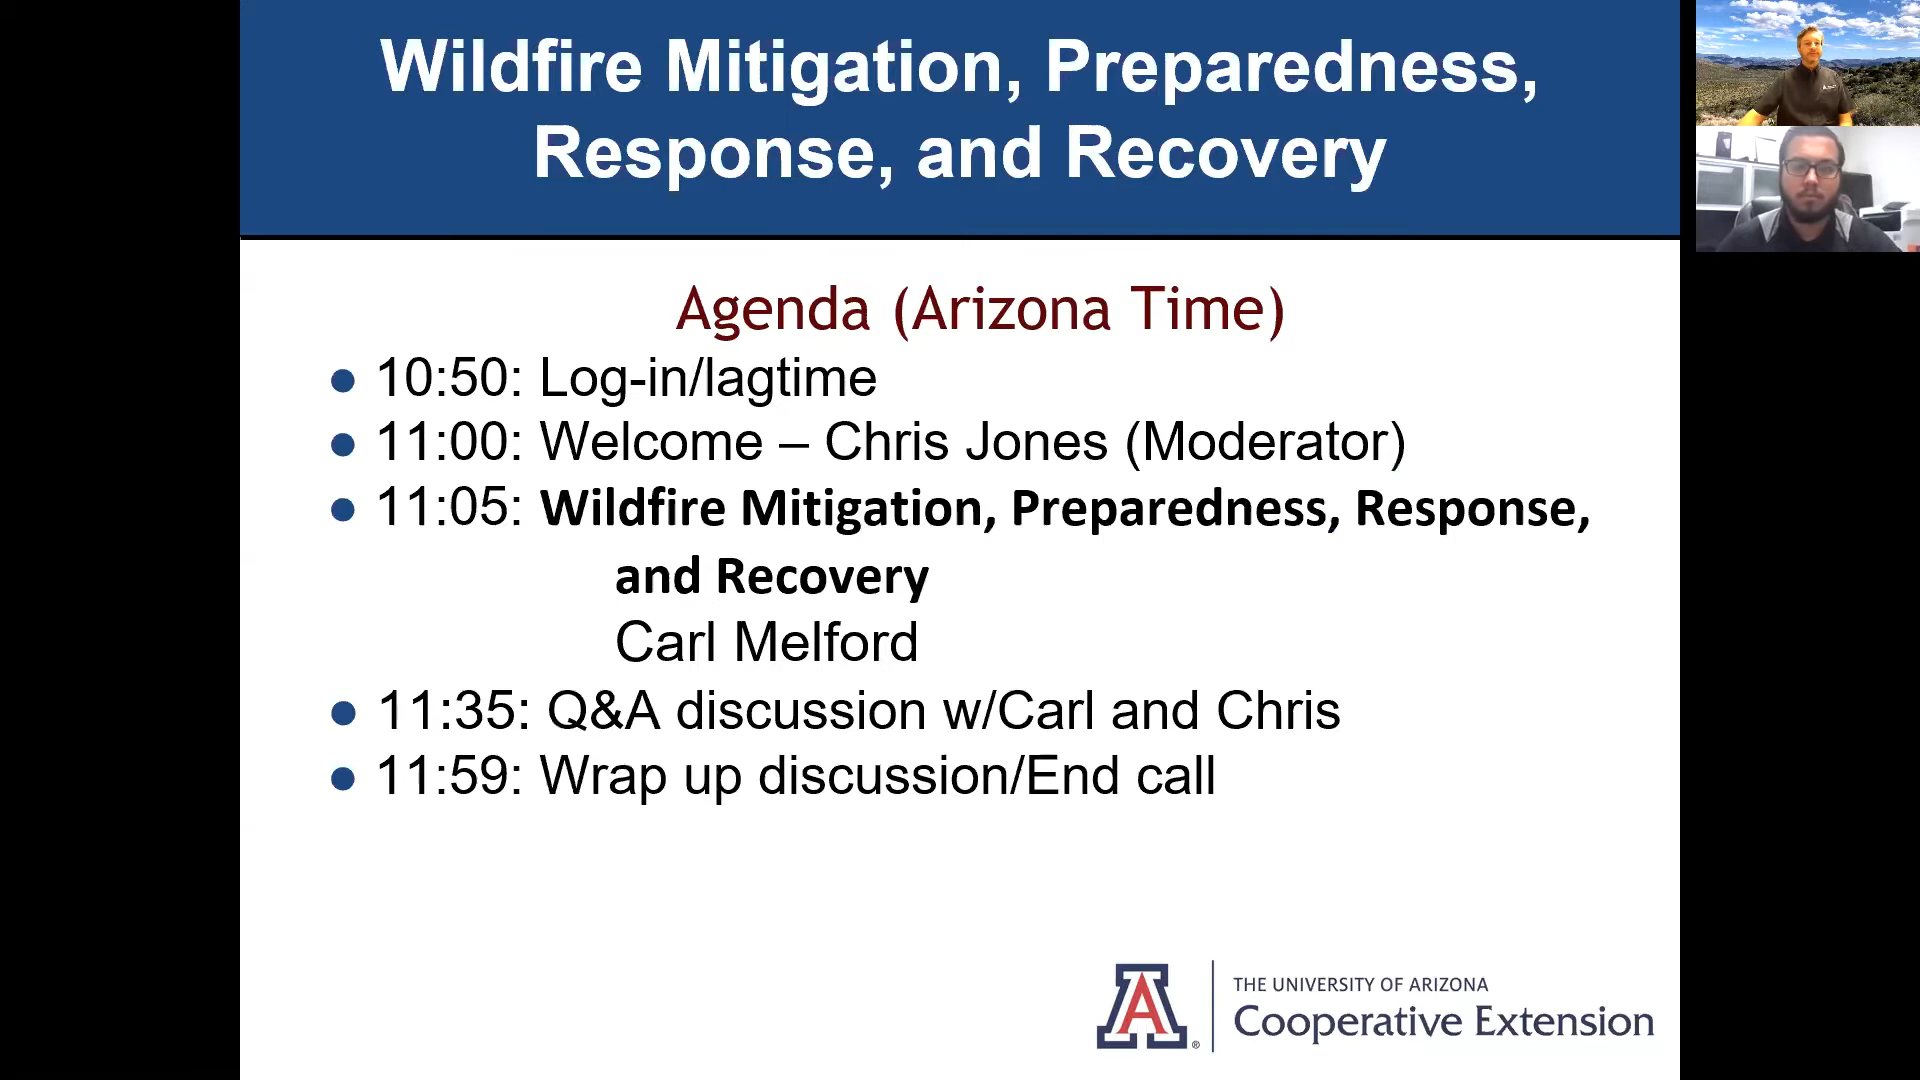 Wildfire Mitigation, Preparedness,
Response, and Recovery
Agenda (Arizona Time)
● 10:50: Log-in/lagtime
● 11:00: Welcome – Chris Jones (Moderator)
● 11:05: Wildfire Mitigation, Preparedness, Response,
and Recovery
Carl Melford
● 11:35: Q&A discussion w/Carl and Chris
● 11:59: Wrap up discussion/End call
A®
THE UNIVERSITY OF ARIZONA
Cooperative Extension